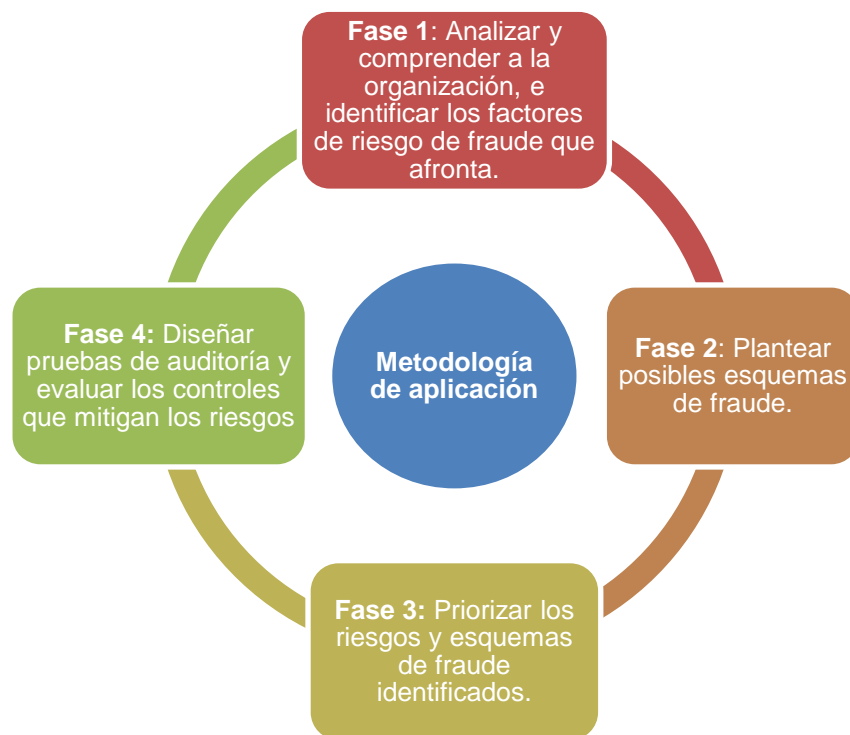 Fase 1: Analizar y
comprender a la
organización, e
identificar los factores
de riesgo de fraude que
afronta.
Fase 2: Plantear
posibles esquemas
de fraude.
Fase 3: Priorizar los
riesgos y esquemas
de fraude
identificados.
Fase 4: Diseñar
pruebas de auditoría y
evaluar los controles
que mitigan los riesgos
Metodología
de aplicación